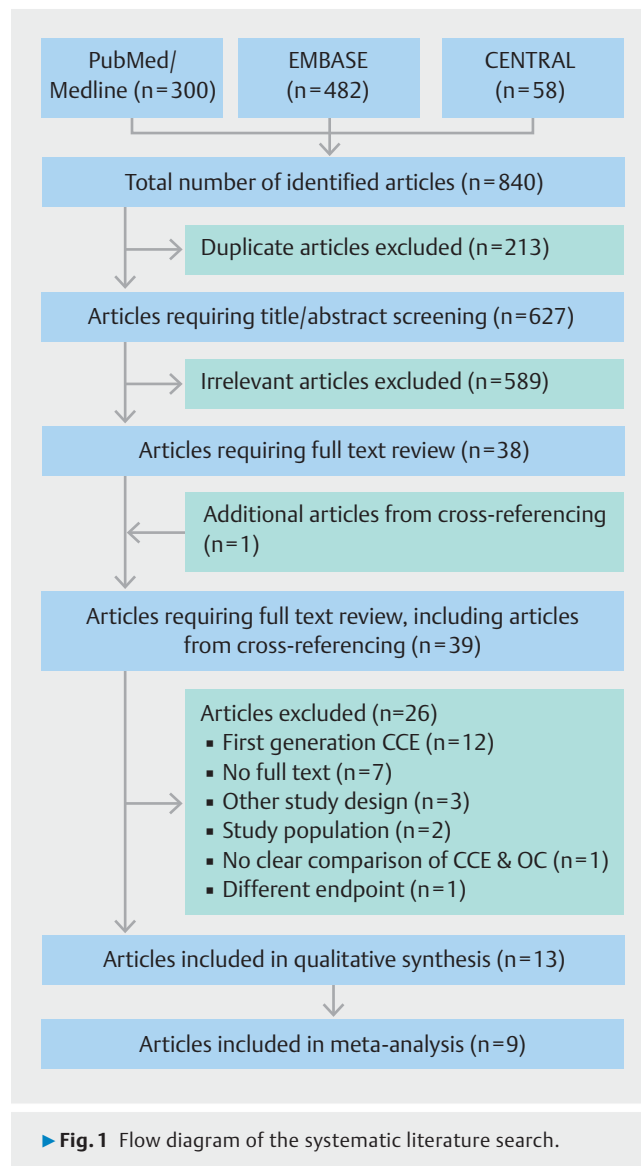 PubMed/
Medline (n=300)
EMBASE
(n=482)
CENTRAL
(n=58)
Total number of identified articles (n=840)
Duplicate articles excluded (n=213)
Articles requiring title/abstract screening (n=627)
Irrelevant articles excluded (n=589)
Articles requiring full text review (n=38)
Additional articles from cross-referencing
(n=1)
Articles requiring full text review, including articles
from cross-referencing (n=39)
Articles excluded (n=26)
▪ First generation CCE (n=12)
▪ No full text (n=7)
▪ Other study design (n=3)
▪ Study population (n=2)
▪ No clear comparison of CCE & OC (n=1)
▪ Different endpoint (n=1)
Articles included in qualitative synthesis (n=13)
Articles included in meta-analysis (n=9)
▶ Fig. 1 Flow diagram of the systematic literature search.